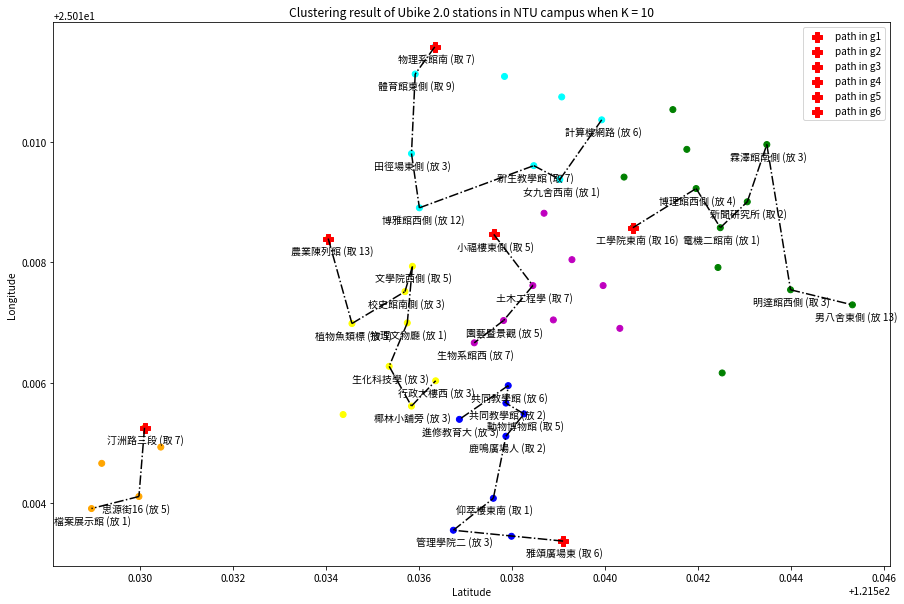 Clustering result of Ubike 2.0 stations in NTU campus when K = 10
+2.501e1
path in g1
path in g2
path in g3
path in g4
path in g5
path in g6
物理系館南 (取 7)
體育館東側 (取 9)
計算機網路 (放 6)
0.010
霖澤館南側 (放 3)
田徑場東側 (放 3)
新生教學館 (取 7)
女九舍西南 (放 1)
博理館西側 (放 4)
新聞研究所 (取 2)
博雅館西側 (放 12)
工學院東南 (取 16)
電機二館南 (放 1)
小福樓東側 (取 5)
農業陳列館 (取 13)
0.008
文學院西側 (取 5)
土木工程學 (取 7)
明達館西側 (取 3)
校史館南側 (放 3)
男八舍東側 (放 13)
植物魚類標 (放
物理文物廳 (放 1)
園藝暨景觀 (放 5)
生物系館西 (放 7)
0.006
生化科技學 (放 3)
行政大樓西 (放 3)
共同教學館 (放 6)
共同教學館 (放 2)
椰林小舖旁 (放 3)
動物博物館 (取 5)
進修教育大 (放 3)
汀洲路三段 (取 7)
鹿鳴廣場人 (取 2)
0.004
思源街16 (放 5)
仰萃樓東南 (取 1)
檔案展示館 (放 1)
管理學院二 (放 3)
雅頌廣場東 (取 6)
Longitude
0.030 0.032 0.034 0.036 0.038 0.040 0.042 0.044 0.046
+1.215e2
Latitude